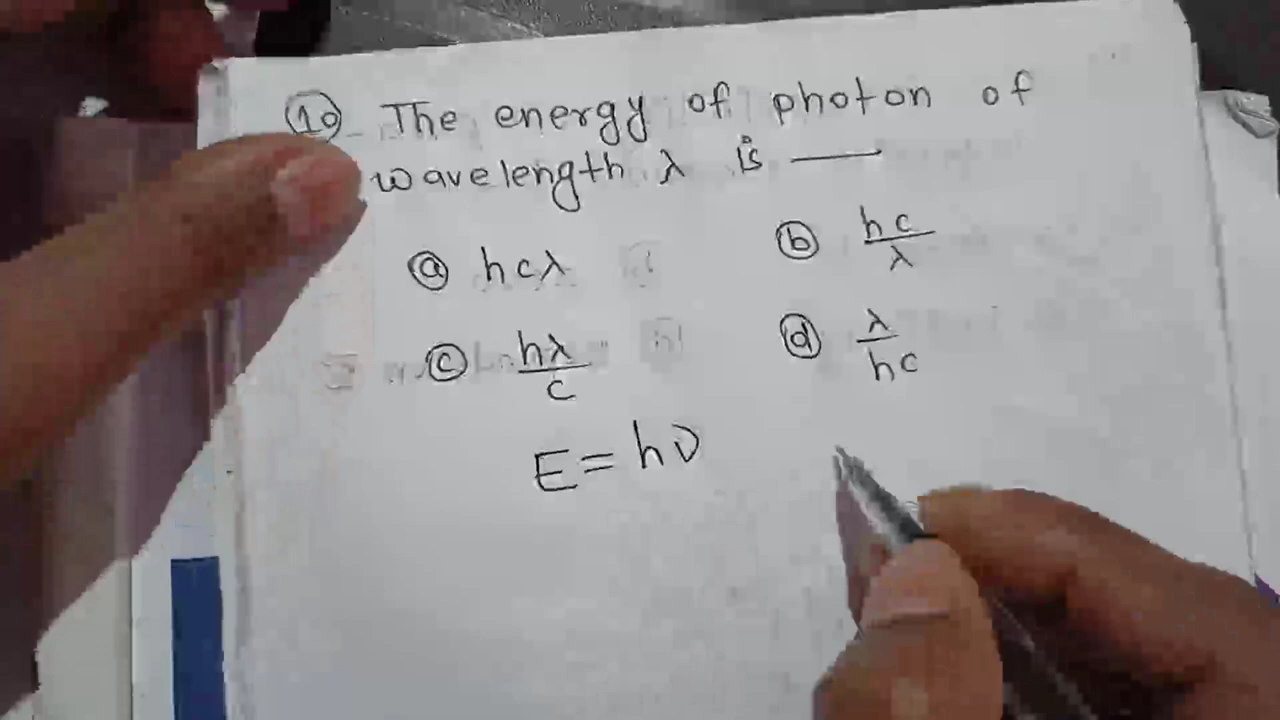 10 The energy of photon of
wavelength λ is —
a hcλ
b hc/λ
c hλ/c
d λ/hc
E = hν